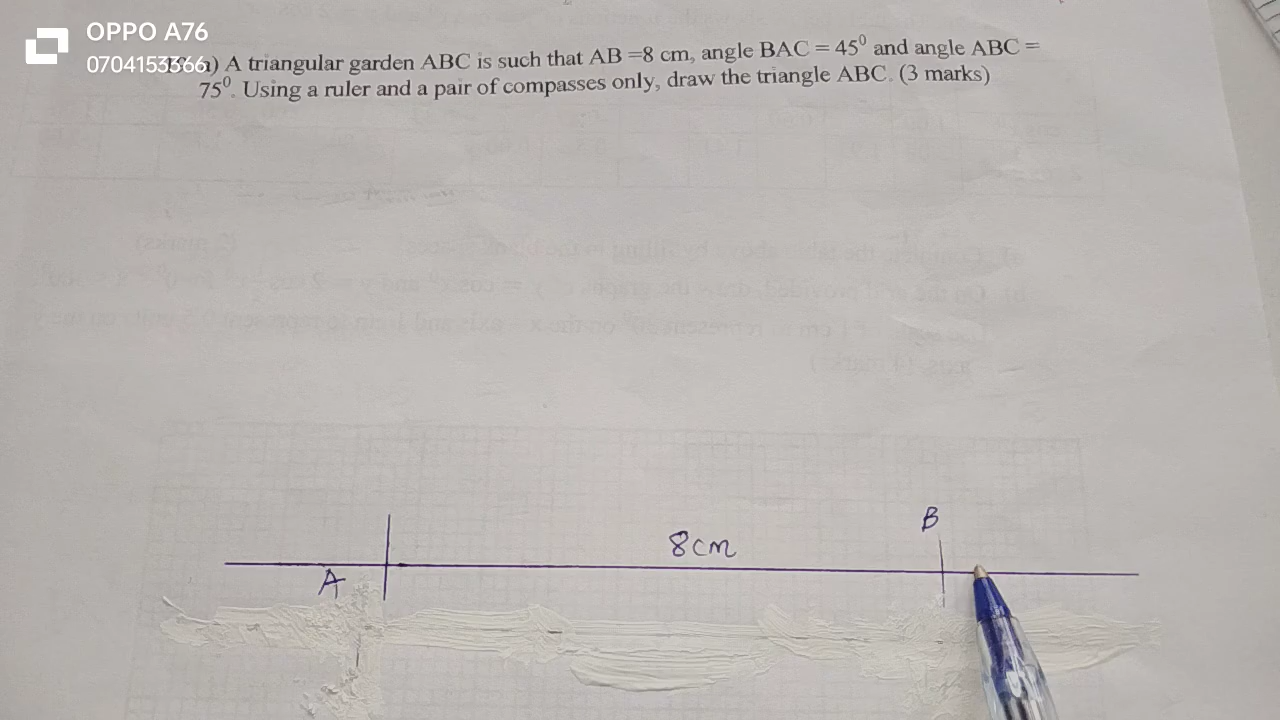 OPPO A76
0704153366
a) A triangular garden ABC is such that AB =8 cm, angle BAC = 45⁰ and angle ABC =
75⁰. Using a ruler and a pair of compasses only, draw the triangle ABC. (3 marks)
B
8cm
A